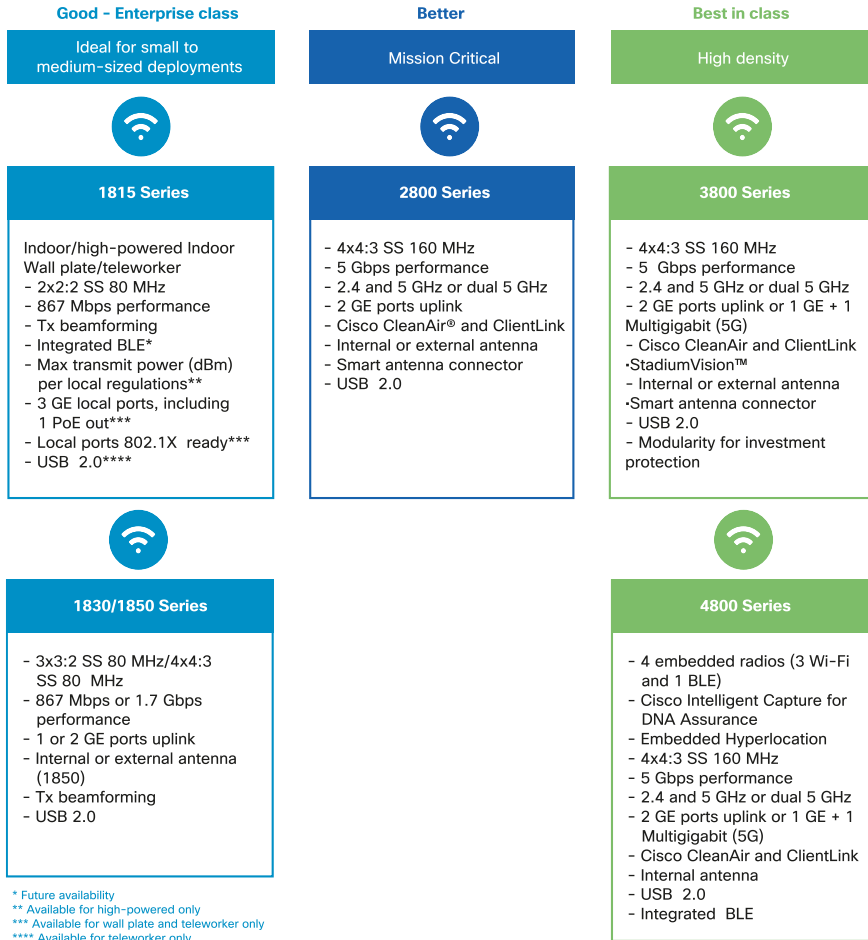 Good - Enterprise class
Ideal for small to
medium-sized deployments
1815 Series
Indoor/high-powered Indoor
Wall plate/teleworker
- 2x2:2 SS 80 MHz
- 867 Mbps performance
- Tx beamforming
- Integrated BLE*
- Max transmit power (dBm)
per local regulations**
- 3 GE local ports, including
1 PoE out***
- Local ports 802.1X ready***
- USB 2.0****
1830/1850 Series
- 3x3:2 SS 80 MHz/4x4:3
SS 80 MHz
- 867 Mbps or 1.7 Gbps
performance
- 1 or 2 GE ports uplink
- Internal or external antenna
(1850)
- Tx beamforming
- USB 2.0
* Future availability
** Available for high-powered only
*** Available for wall plate and teleworker only
**** Available for teleworker only
Better
Mission Critical
2800 Series
- 4x4:3 SS 160 MHz
- 5 Gbps performance
- 2.4 and 5 GHz or dual 5 GHz
- 2 GE ports uplink
- Cisco CleanAir® and ClientLink
- Internal or external antenna
- Smart antenna connector
- USB 2.0
Best in class
High density
3800 Series
- 4x4:3 SS 160 MHz
- 5 Gbps performance
- 2.4 and 5 GHz or dual 5 GHz
- 2 GE ports uplink or 1 GE + 1
Multigigabit (5G)
- Cisco CleanAir and ClientLink
·StadiumVision™
- Internal or external antenna
·Smart antenna connector
- USB 2.0
- Modularity for investment
protection
4800 Series
- 4 embedded radios (3 Wi-Fi
and 1 BLE)
- Cisco Intelligent Capture for
DNA Assurance
- Embedded Hyperlocation
- 4x4:3 SS 160 MHz
- 5 Gbps performance
- 2.4 and 5 GHz or dual 5 GHz
- 2 GE ports uplink or 1 GE + 1
Multigigabit (5G)
- Cisco CleanAir and ClientLink
- Internal antenna
- USB 2.0
- Integrated BLE